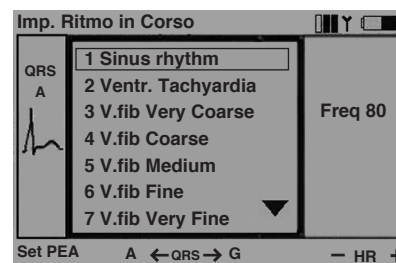 Imp. Ritmo in Corso
QRS
A
1 Sinus rhythm
2 Ventr. Tachyardia
3 V.fib Very Coarse
4 V.fib Coarse
5 V.fib Medium
6 V.fib Fine
7 V.fib Very Fine
Freq 80
Set PEA A ←QRS→ G − HR +